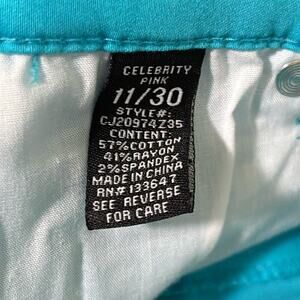 CELEBRITY
PINK
11/30
STYLE#:
CJ20974Z35
CONTENT:
57%COTTON
41%RAYON
2%SPANDEX
MADE IN CHINA
RN# 133647
SEE REVERSE
FOR CARE